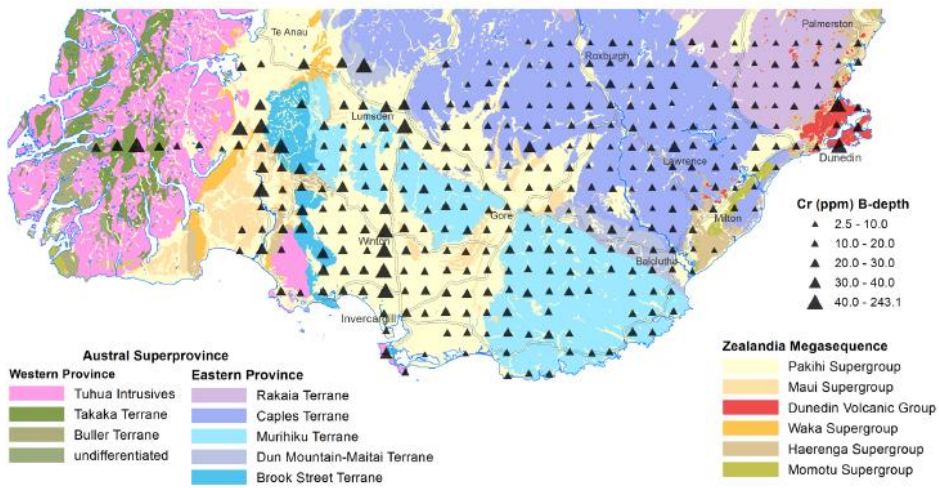 Palmerston
Te Anau
Roxburgh
Lumsden
Lawrence
Dunedin
Cr (ppm) B-depth
2.5 - 10.0
10.0 - 20.0
20.0 - 30.0
30.0 - 40.0
40.0 - 243.1
Gore
Milton
Winton
Balclutha
Invercargill
Austral Superprovince
Western Province
Tuhua Intrusives
Takaka Terrane
Buller Terrane
undifferentiated
Eastern Province
Rakaia Terrane
Caples Terrane
Murihiku Terrane
Dun Mountain-Maitai Terrane
Brook Street Terrane
Zealandia Megasequence
Pakihi Supergroup
Maui Supergroup
Dunedin Volcanic Group
Waka Supergroup
Haerenga Supergroup
Momotu Supergroup